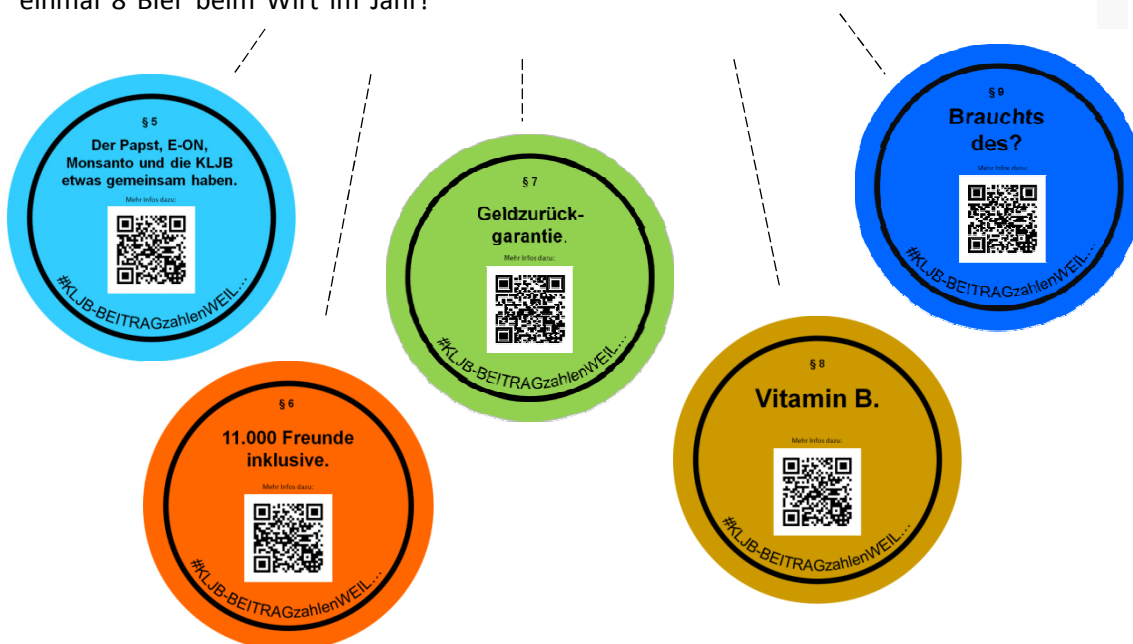 einmal 8 Bier beim Wirt im Jahr!
§ 5
Der Papst, E-ON,
Monsanto und die KLJB
etwas gemeinsam haben.
Mehr Infos dazu:
#KLJB-BEITRAGzahlenWEIL...
§ 6
11.000 Freunde
inklusive.
Mehr Infos dazu:
#KLJB-BEITRAGzahlenWEIL...
§ 7
Geldzurück-
garantie.
Mehr Infos dazu:
#KLJB-BEITRAGzahlenWEIL...
§ 8
Vitamin B.
Mehr Infos dazu:
#KLJB-BEITRAGzahlenWEIL...
§ 9
Brauchts
des?
Mehr Infos dazu:
#KLJB-BEITRAGzahlenWEIL...